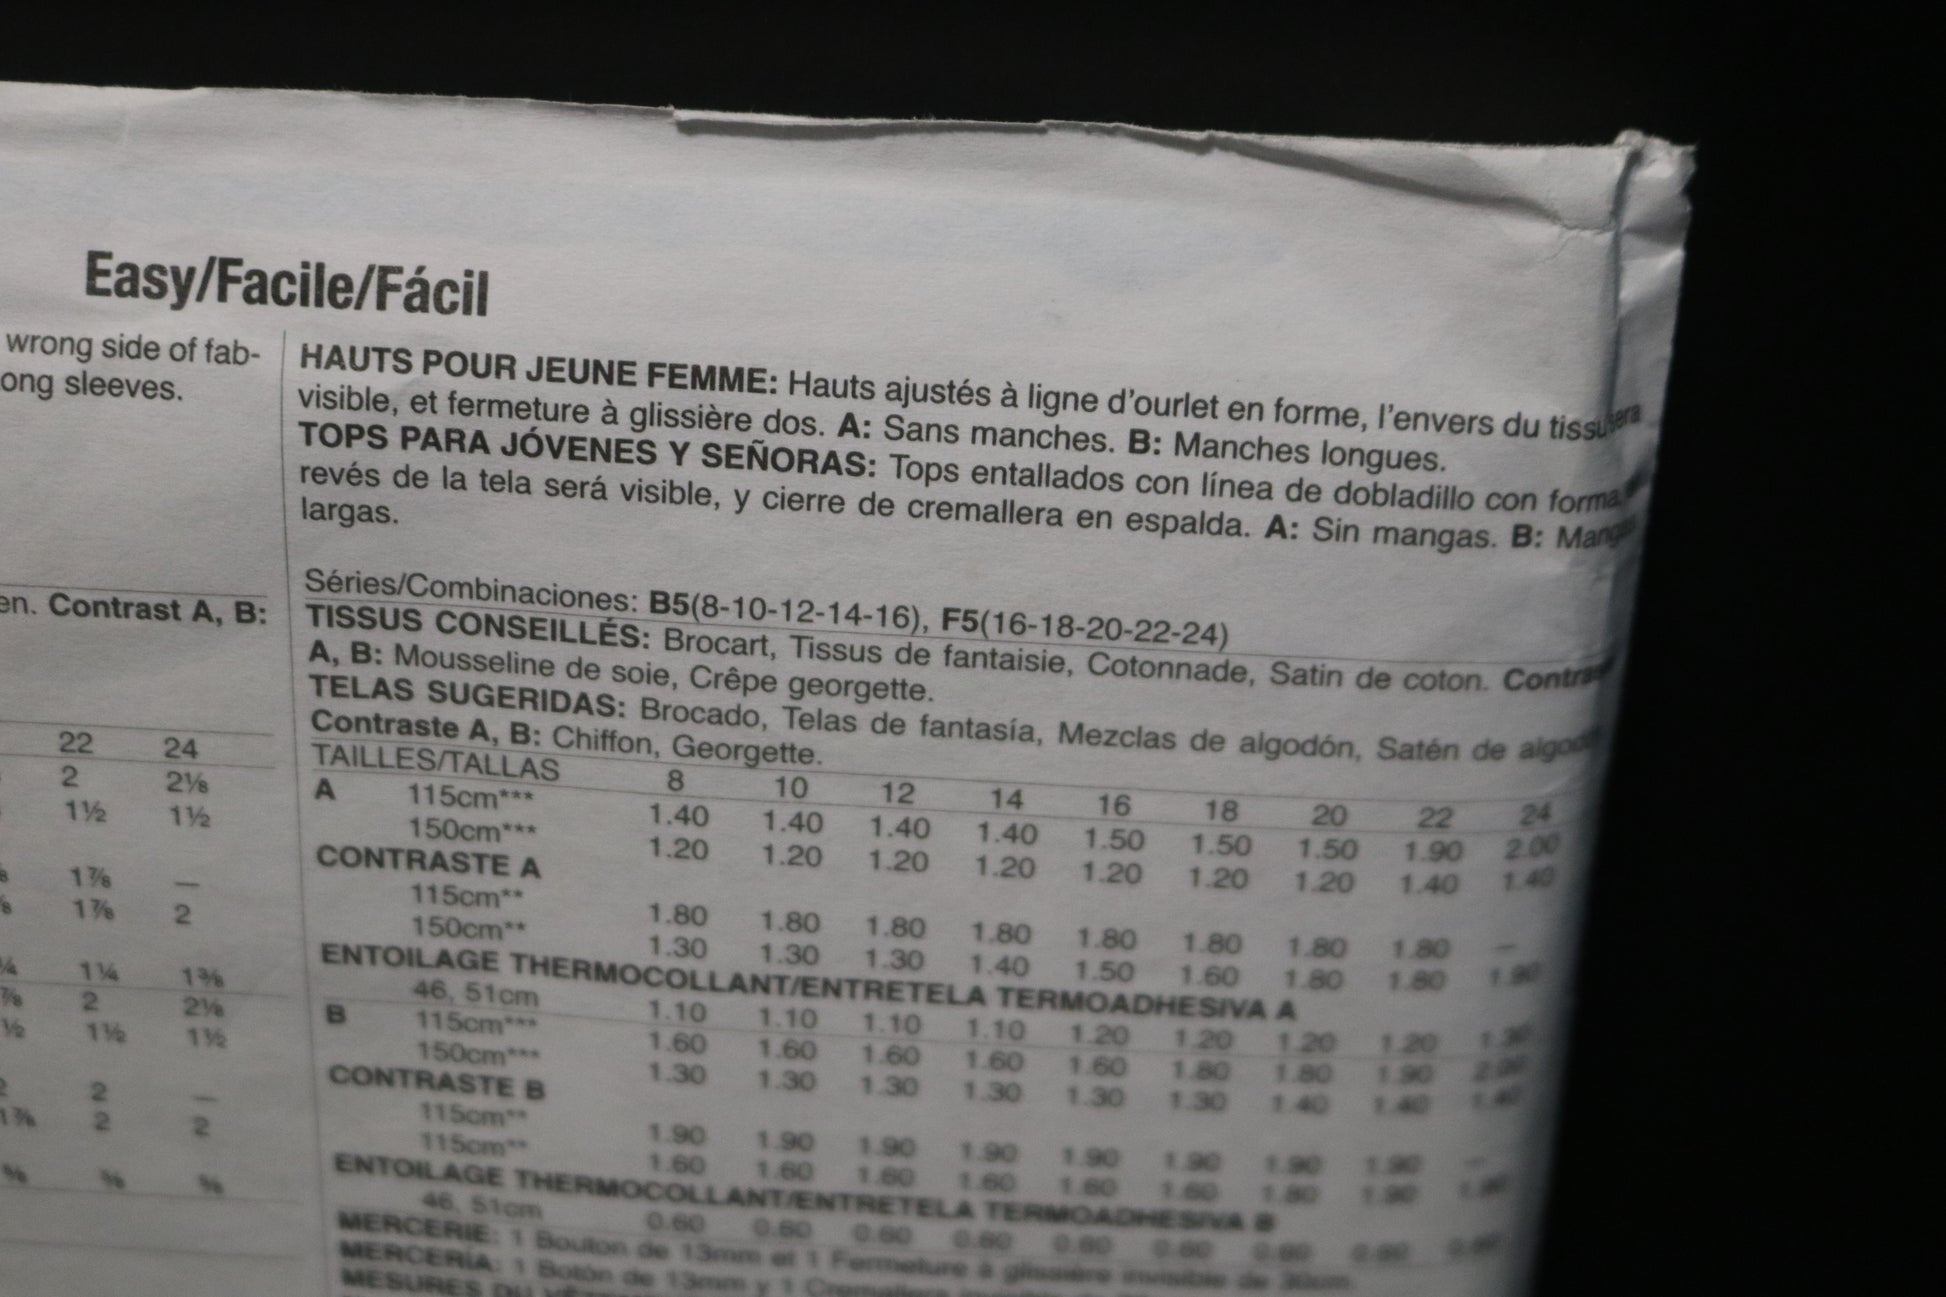 Easy/Facile/Fácil
wrong side of fab-
ong sleeves.
en. Contrast A, B:
22 24
2 2⅛
1½ 1½
1⅞ —
1⅞ 2
1¼ 1⅜
2 2⅛
1½ 1½
2 —
2 2
HAUTS POUR JEUNE FEMME: Hauts ajustés à ligne d'ourlet en forme, l'envers du tissu sera
visible, et fermeture à glissière dos. A: Sans manches. B: Manches longues.
TOPS PARA JÓVENES Y SEÑORAS: Tops entallados con línea de dobladillo con forma,
revés de la tela será visible, y cierre de cremallera en espalda. A: Sin mangas. B: Mangas
largas.
Séries/Combinaciones: B5(8-10-12-14-16), F5(16-18-20-22-24)
TISSUS CONSEILLÉS: Brocart, Tissus de fantaisie, Cotonnade, Satin de coton. Contras
A, B: Mousseline de soie, Crêpe georgette.
TELAS SUGERIDAS: Brocado, Telas de fantasía, Mezclas de algodón, Satén de algod
Contraste A, B: Chiffon, Georgette.
TAILLES/TALLAS 8 10 12 14 16 18 20 22 24
A 115cm*** 1.40 1.40 1.40 1.40 1.50 1.50 1.50 1.90 2.00
150cm*** 1.20 1.20 1.20 1.20 1.20 1.20 1.20 1.40 1.40
CONTRASTE A
115cm** 1.80 1.80 1.80 1.80 1.80 1.80 1.80 1.80 —
150cm** 1.30 1.30 1.30 1.40 1.50 1.60 1.80 1.80 1.90
ENTOILAGE THERMOCOLLANT/ENTRETELA TERMOADHESIVA A
46, 51cm 1.10 1.10 1.10 1.10 1.20 1.20 1.20 1.20 1.30
B 115cm*** 1.60 1.60 1.60 1.60 1.60 1.80 1.80 1.90 2.00
150cm*** 1.30 1.30 1.30 1.30 1.30 1.30 1.40 1.40 1.40
CONTRASTE B
115cm** 1.90 1.90 1.90 1.90 1.90 1.90 1.90 1.90 —
115cm** 1.60 1.60 1.60 1.60 1.60 1.60 1.80 1.90 1.90
ENTOILAGE THERMOCOLLANT/ENTRETELA TERMOADHESIVA B
46, 51cm 0.60 0.60 0.60 0.60 0.60 0.60 0.60 0.60 0.60
MERCERIE: 1 Bouton de 13mm et 1 Fermeture à glissière invisible de
MERCERÍA: 1 Botón de 13mm y 1 Cremallera
MESURES DU